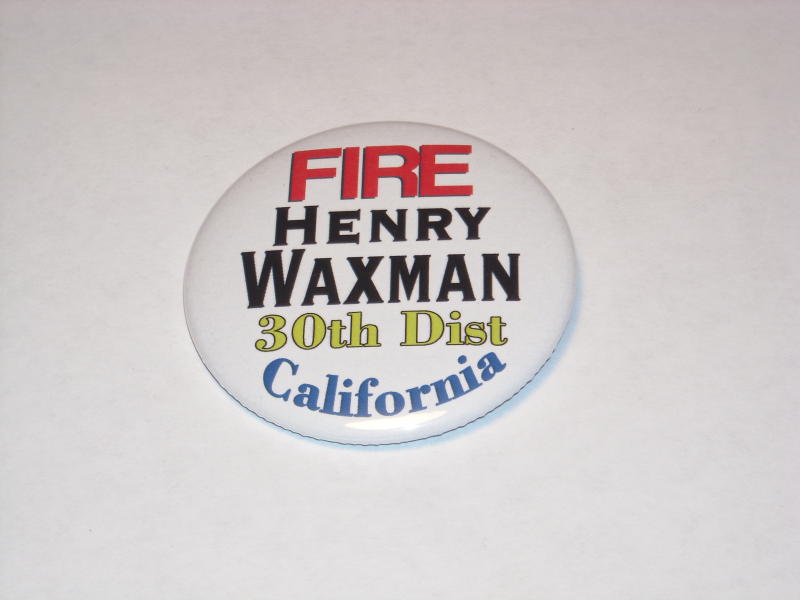 FIRE
HENRY
WAXMAN
30th Dist
California